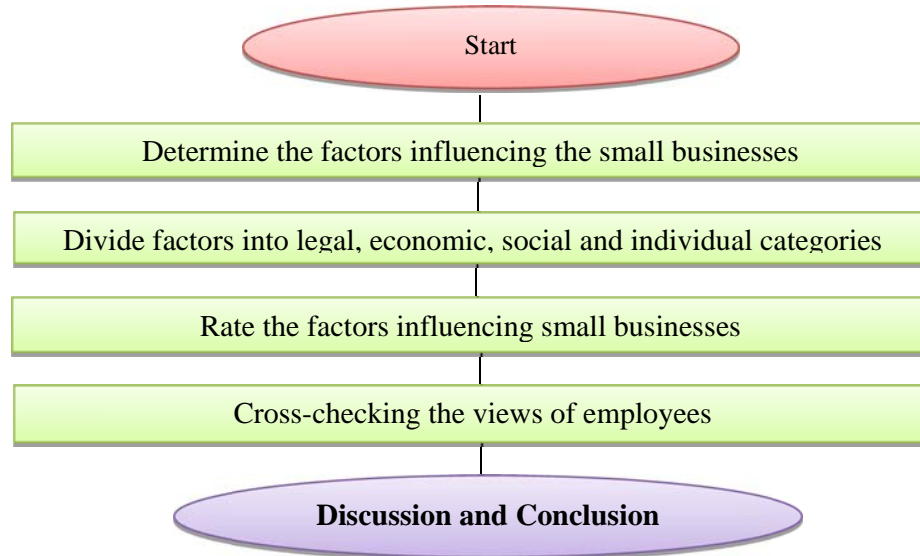 Start
Determine the factors influencing the small businesses
Divide factors into legal, economic, social and individual categories
Rate the factors influencing small businesses
Cross-checking the views of employees
Discussion and Conclusion